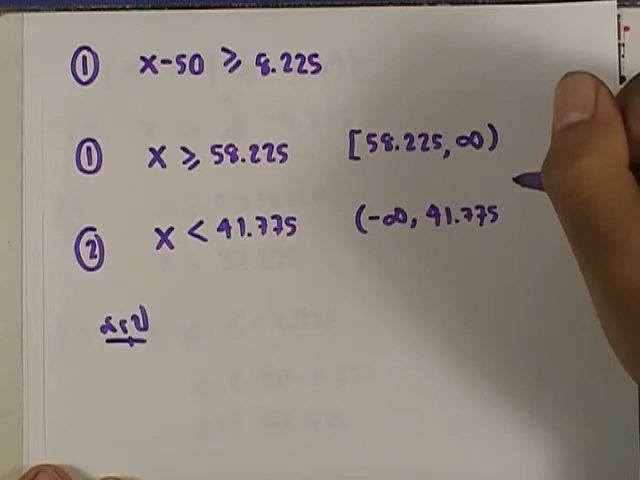 ① x-50 ≥ 8.225
① x ≥ 58.225 [58.225, ∞)
② x < 41.775 (-∞, 41.775
สรุป